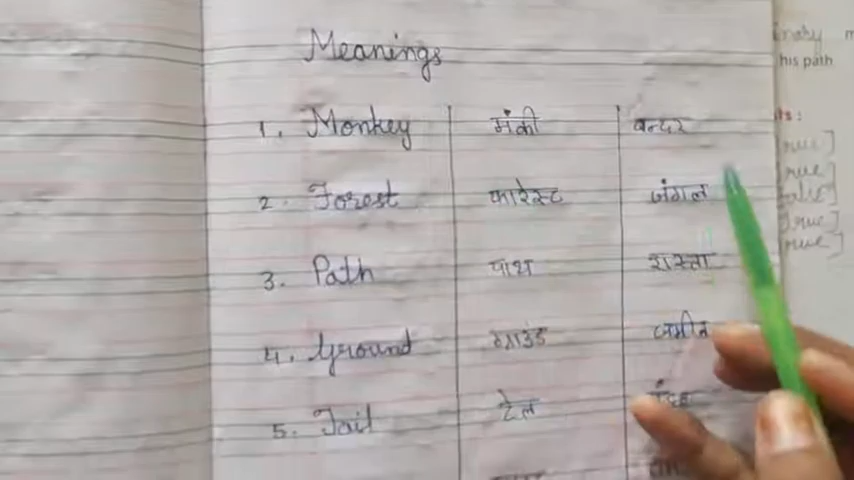 Meanings
1. Monkey मंकी बन्दर
2. Forest फारेस्ट जंगल
3. Path पाथ रास्ता
4. Ground ग्राउंड जमीन
5. Tail टेल
his path